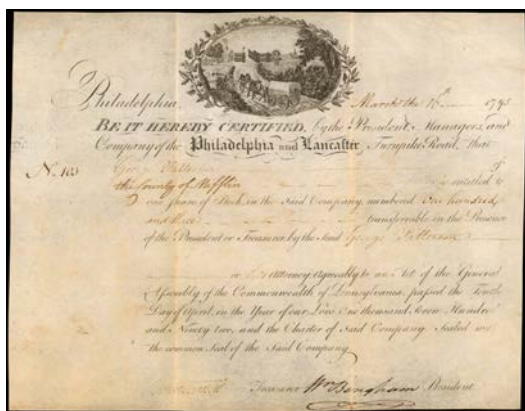 Philadelphia, March the 16th 1795
BE IT HEREBY CERTIFIED, by the President, Managers, and
Company of the Philadelphia and Lancaster Turnpike Road, that
No. 103
the County of Mifflin is entitled to
one Share of Stock in the said Company, numbered One hundred
and three transferable in the Presence
of the President or Treasurer by the said George
or his Attorney, Agreeably to an Act of the General
Assembly of the Commonwealth of Pennsylvania, passed the Tenth
Day of April, in the Year of our Lord One thousand Seven Hundred
and Ninety two, and the Charter of said Company. Sealed with
the common Seal of the Said Company.
Treasurer Wm Bingham President